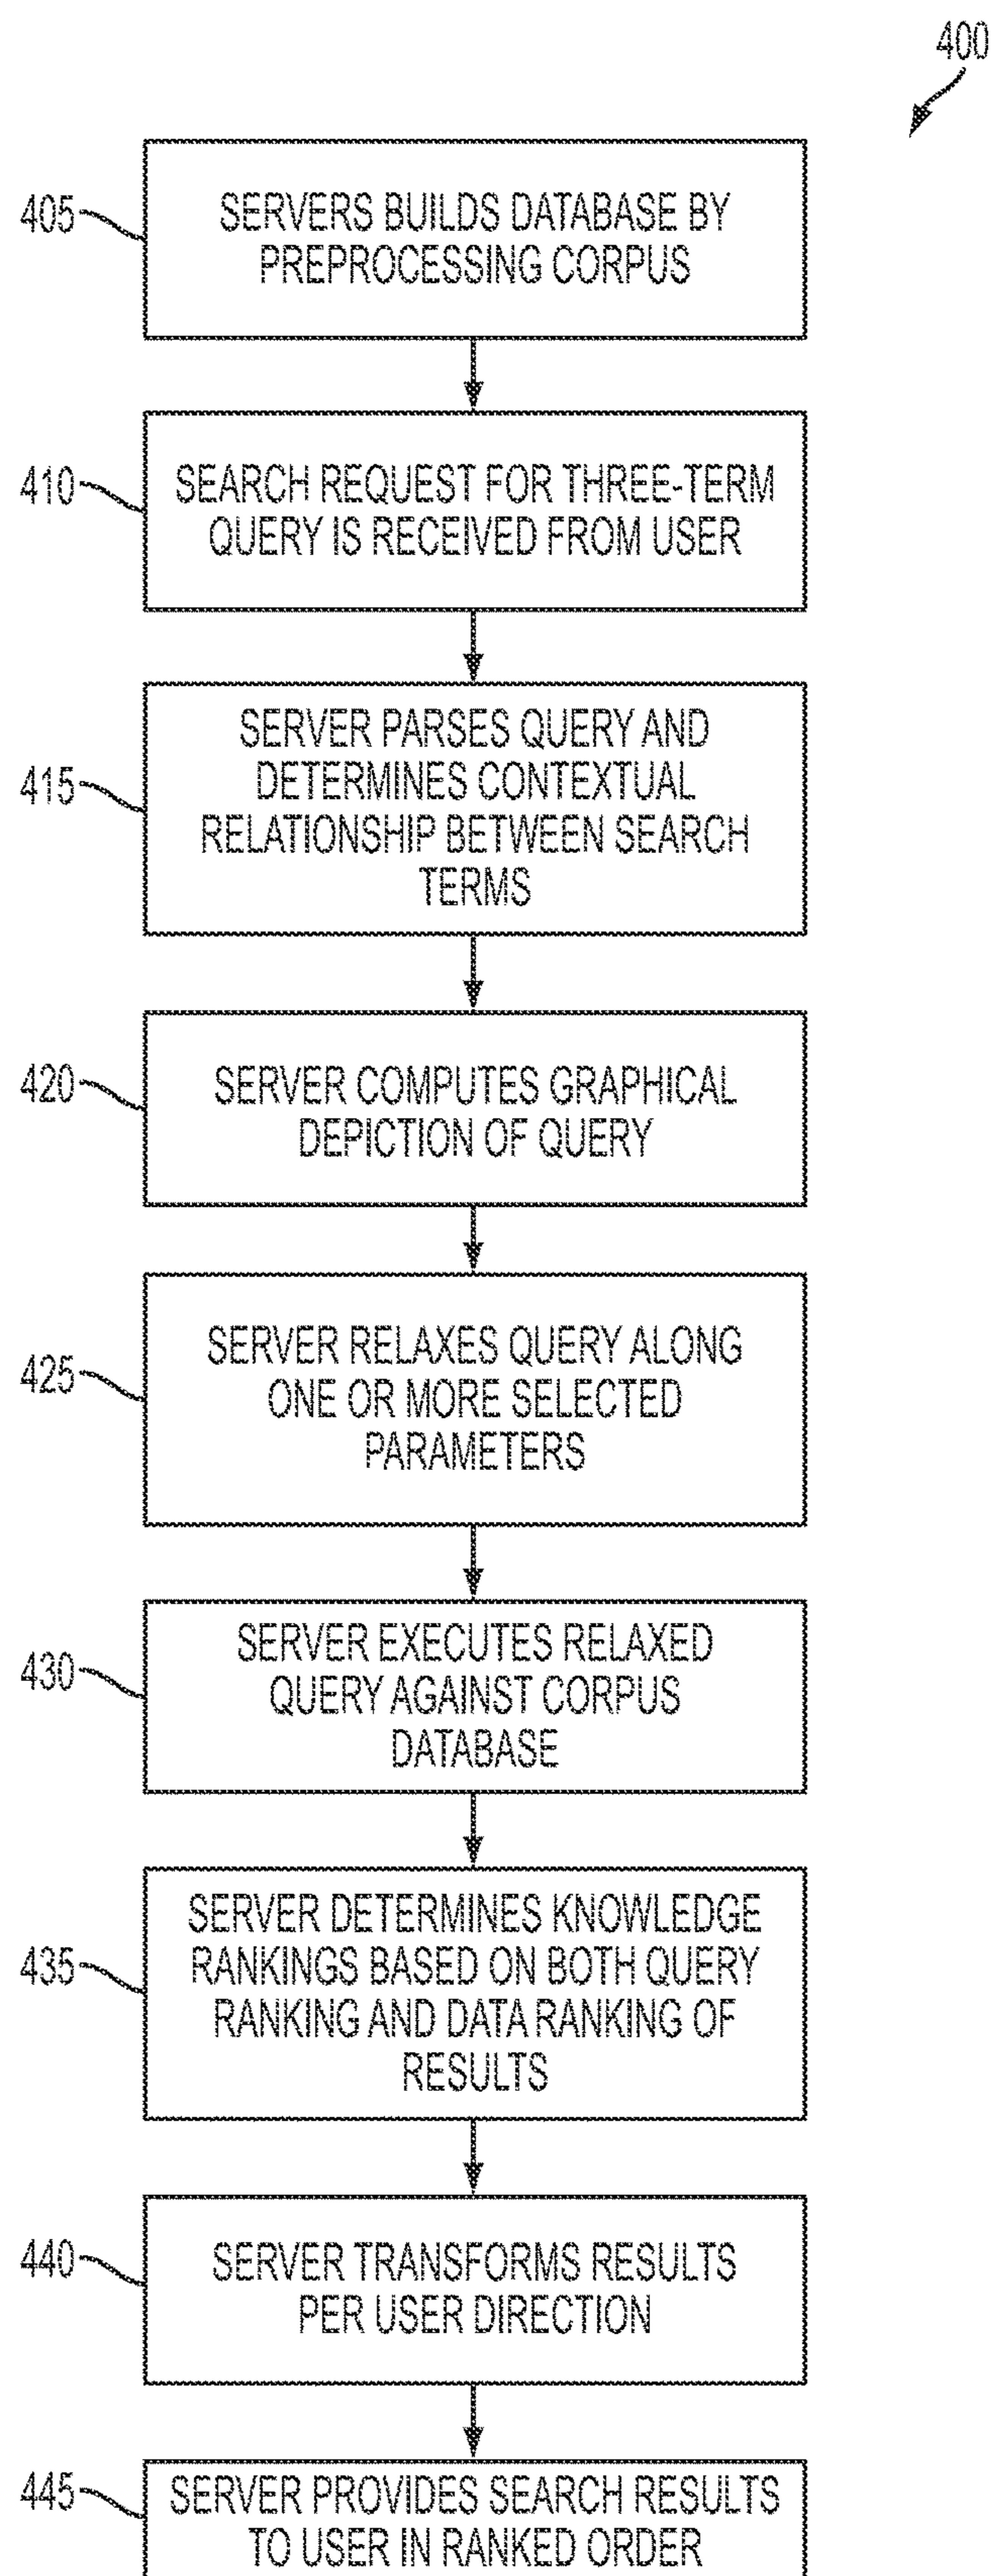 400
405
SERVERS BUILDS DATABASE BY
PREPROCESSING CORPUS
410
SEARCH REQUEST FOR THREE-TERM
QUERY IS RECEIVED FROM USER
415
SERVER PARSES QUERY AND
DETERMINES CONTEXTUAL
RELATIONSHIP BETWEEN SEARCH
TERMS
420
SERVER COMPUTES GRAPHICAL
DEPICTION OF QUERY
425
SERVER RELAXES QUERY ALONG
ONE OR MORE SELECTED
PARAMETERS
430
SERVER EXECUTES RELAXED
QUERY AGAINST CORPUS
DATABASE
435
SERVER DETERMINES KNOWLEDGE
RANKINGS BASED ON BOTH QUERY
RANKING AND DATA RANKING OF
RESULTS
440
SERVER TRANSFORMS RESULTS
PER USER DIRECTION
445
SERVER PROVIDES SEARCH RESULTS
TO USER IN RANKED ORDER